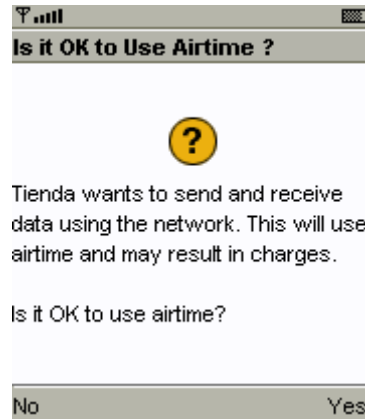 Is it OK to Use Airtime ?
?
Tienda wants to send and receive
data using the network. This will use
airtime and may result in charges.
Is it OK to use airtime?
No Yes